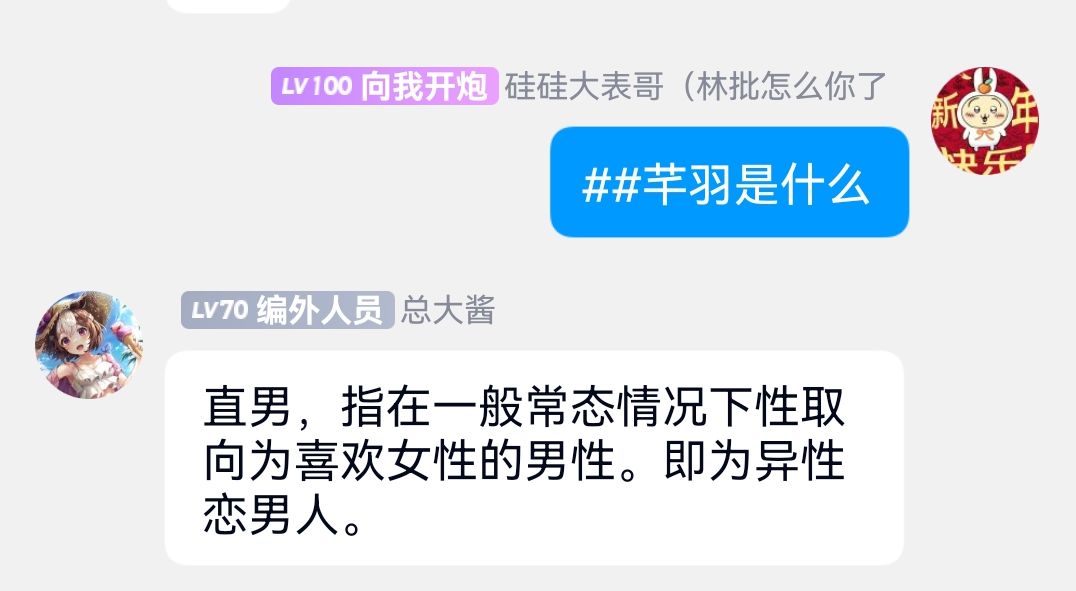 LV100 向我开炮 硅硅大表哥（林批怎么你了
新年
快乐
##芊羽是什么
LV70 编外人员 总大酱
直男，指在一般常态情况下性取
向为喜欢女性的男性。即为异性
恋男人。